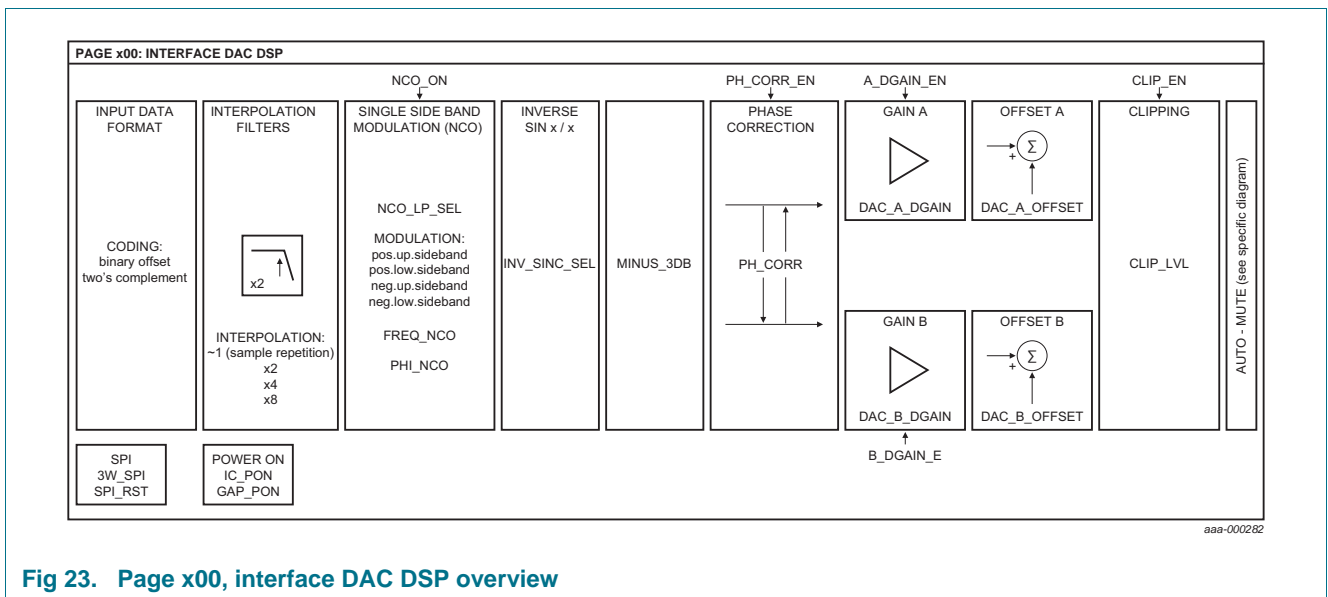 PAGE x00: INTERFACE DAC DSP
NCO_ON
PH_CORR_EN
A_DGAIN_EN
CLIP_EN
INPUT DATA
FORMAT
CODING:
binary offset
two's complement
INTERPOLATION
FILTERS
x2
INTERPOLATION:
~1 (sample repetition)
x2
x4
x8
SINGLE SIDE BAND
MODULATION (NCO)
NCO_LP_SEL
MODULATION:
pos.up.sideband
pos.low.sideband
neg.up.sideband
neg.low.sideband
FREQ_NCO
PHI_NCO
INVERSE
SIN x / x
INV_SINC_SEL
MINUS_3DB
PHASE
CORRECTION
PH_CORR
GAIN A
DAC_A_DGAIN
OFFSET A
Σ
+
DAC_A_OFFSET
GAIN B
DAC_B_DGAIN
B_DGAIN_E
OFFSET B
Σ
+
DAC_B_OFFSET
CLIPPING
CLIP_LVL
AUTO - MUTE (see specific diagram)
SPI
3W_SPI
SPI_RST
POWER ON
IC_PON
GAP_PON
aaa-000282
Fig 23. Page x00, interface DAC DSP overview